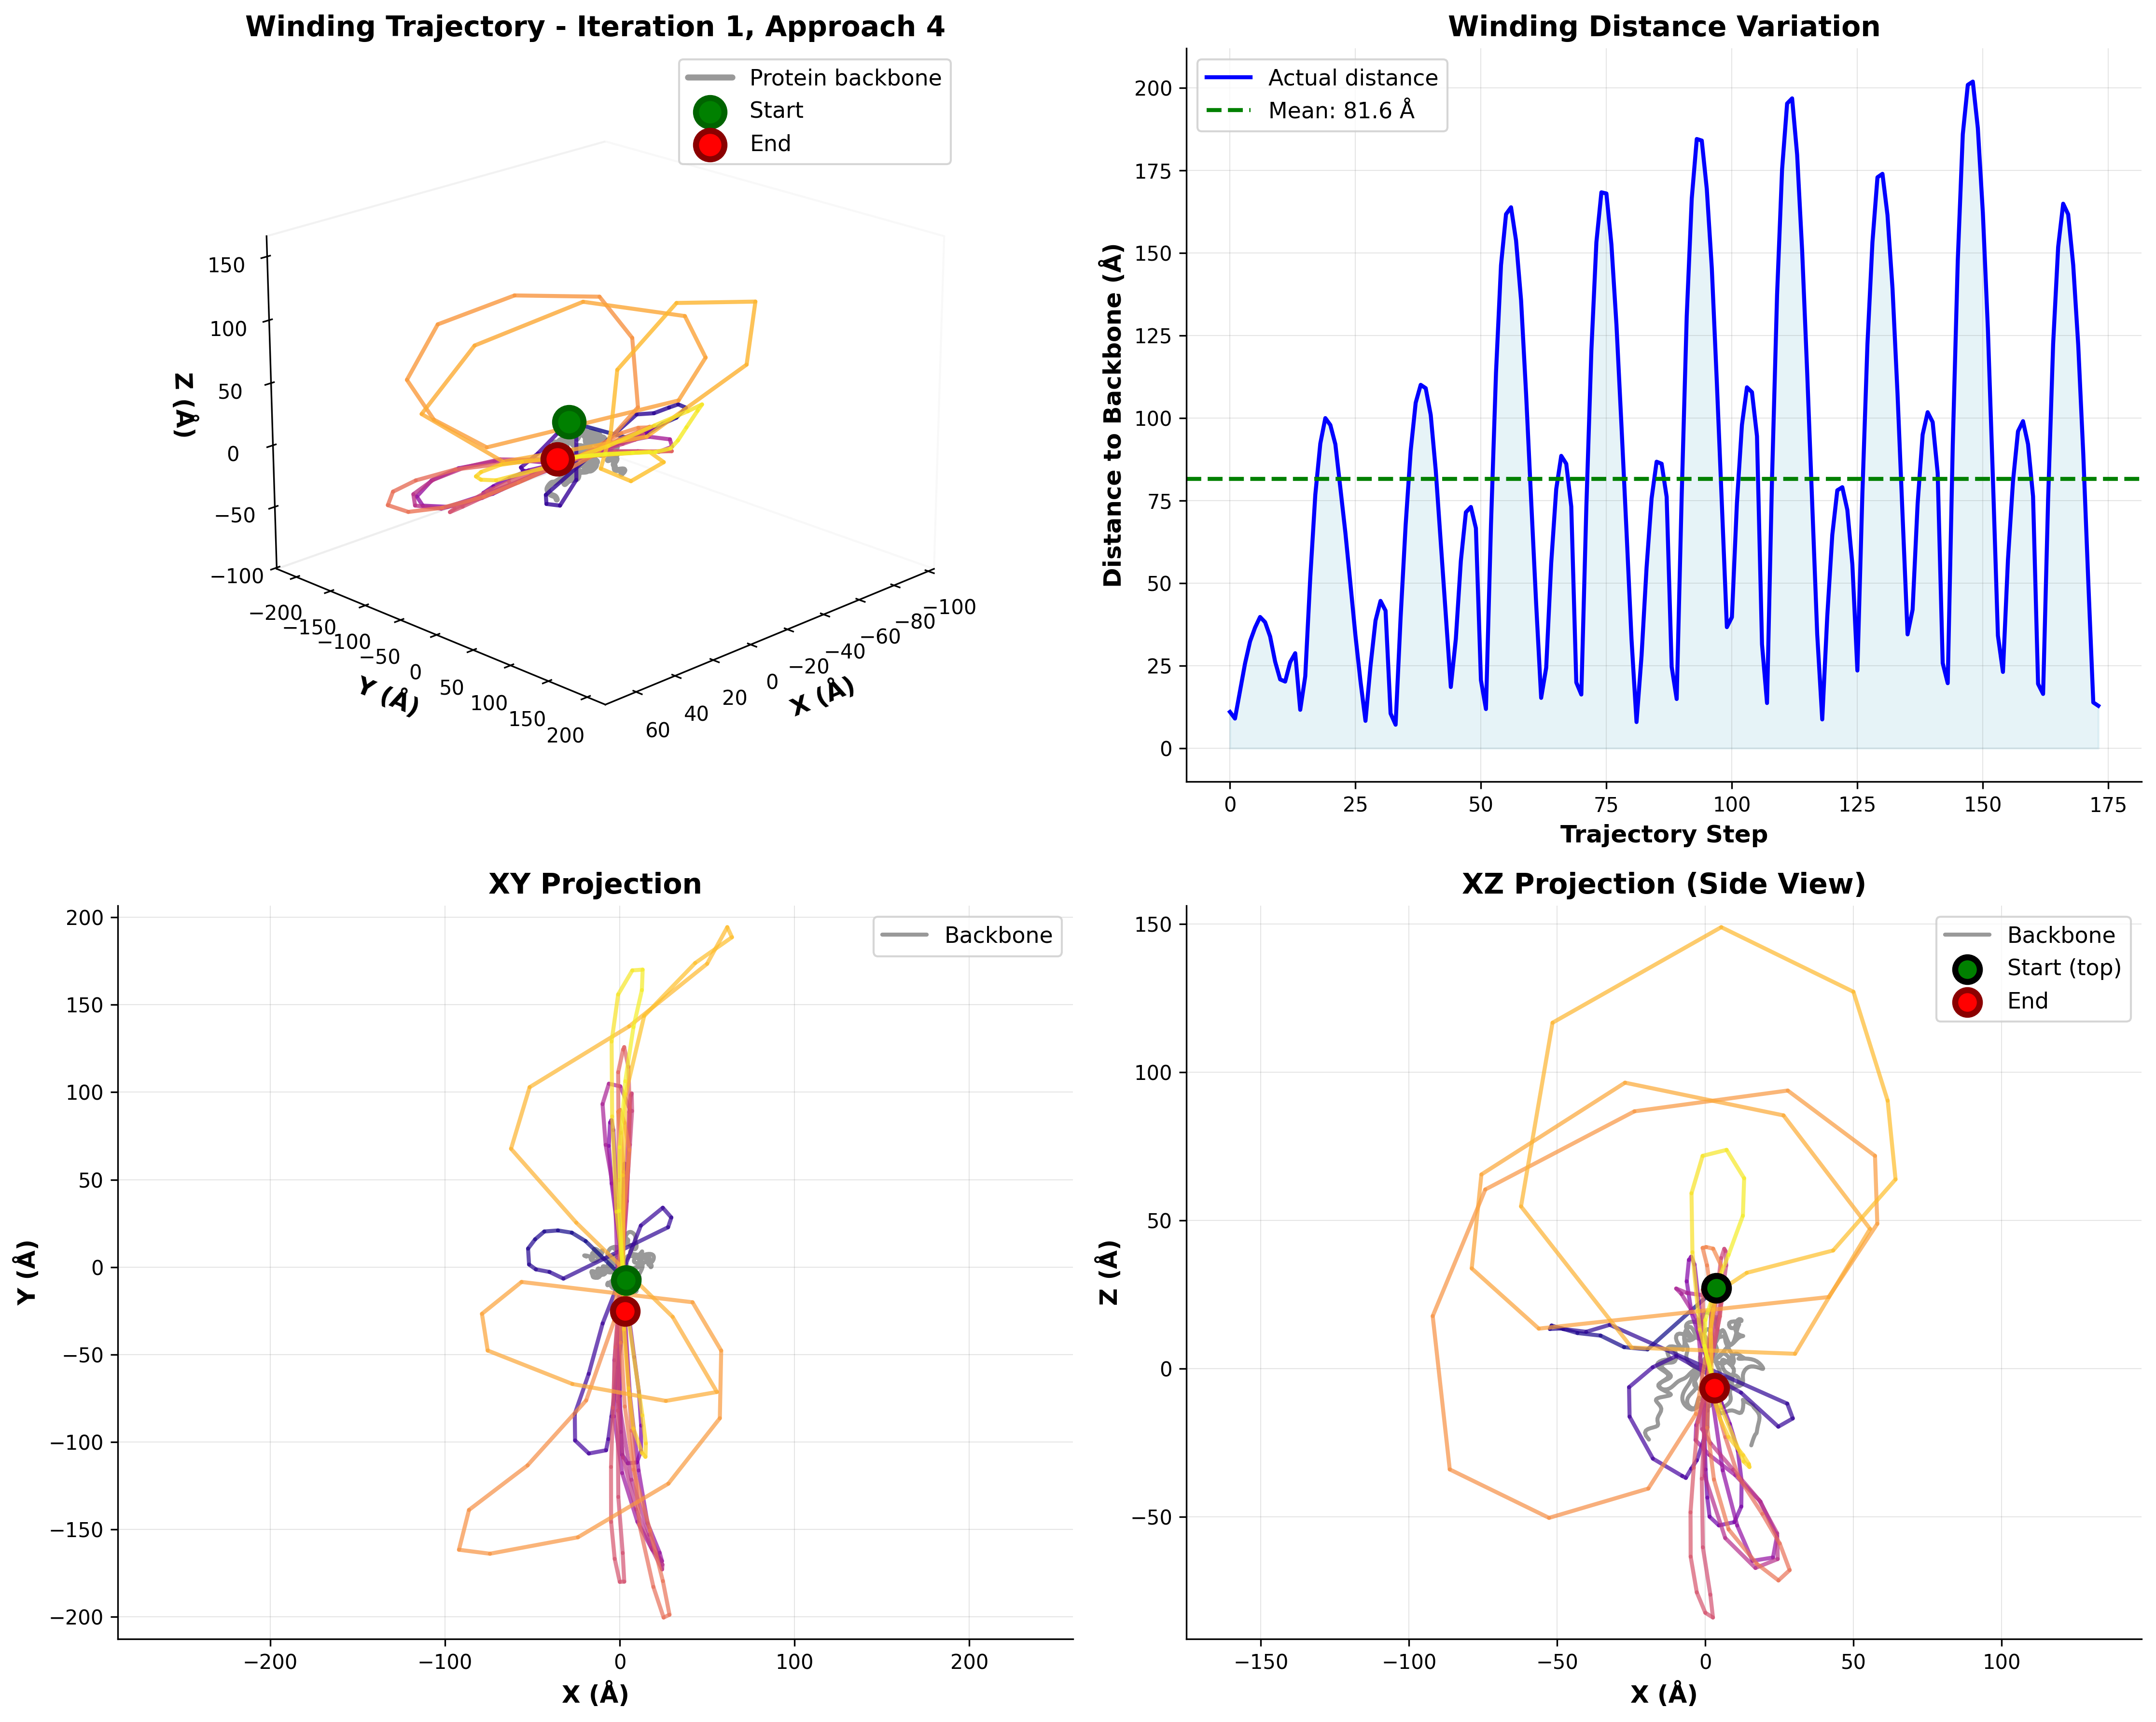 Winding Trajectory - Iteration 1, Approach 4
Protein backbone
Start
End
150
100
50
0
−50
−100
Z (Å)
−200
−150
−100
−50
0
50
100
150
200
Y (Å)
60
40
20
0
−20
−40
−60
−80
−100
X (Å)
Winding Distance Variation
Actual distance
Mean: 81.6 Å
200
175
150
125
100
75
50
25
0
Distance to Backbone (Å)
0 25 50 75 100 125 150 175
Trajectory Step
XY Projection
Backbone
200
150
100
50
0
−50
−100
−150
−200
Y (Å)
−200 −100 0 100 200
X (Å)
XZ Projection (Side View)
Backbone
Start (top)
End
150
100
50
0
−50
Z (Å)
−150 −100 −50 0 50 100
X (Å)